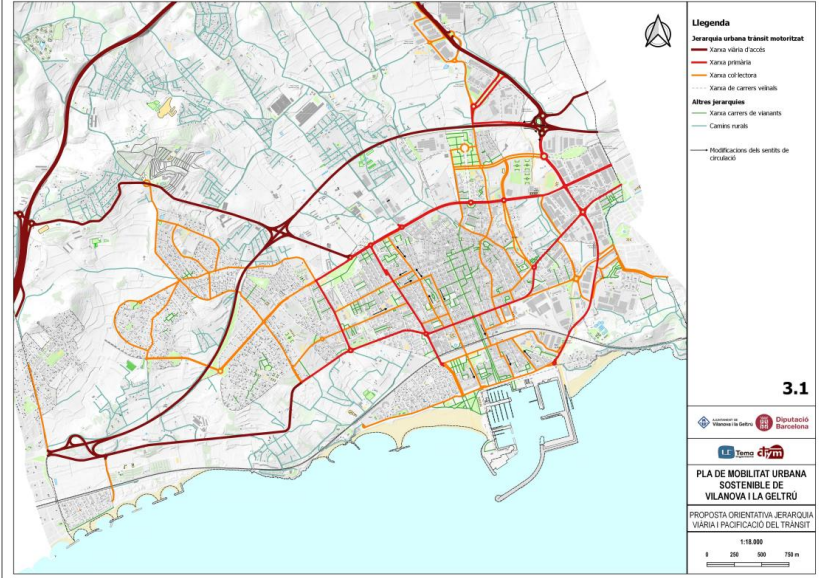 Llegenda
Jerarquia urbana trànsit motoritzat
Xarxa viària d'accés
Xarxa primària
Xarxa col·lectora
Xarxa de carrers veïnals
Altres jerarquies
Xarxa carrers de vianants
Camins rurals
Modificacions dels sentits de
circulació
3.1
AJUNTAMENT DE
Vilanova i la Geltrú
Diputació
Barcelona
Tema
dfym
PLA DE MOBILITAT URBANA
SOSTENIBLE DE
VILANOVA I LA GELTRÚ
PROPOSTA ORIENTATIVA JERARQUIA
VIÀRIA I PACIFICACIÓ DEL TRÀNSIT
1:18.000
0 250 500 750 m